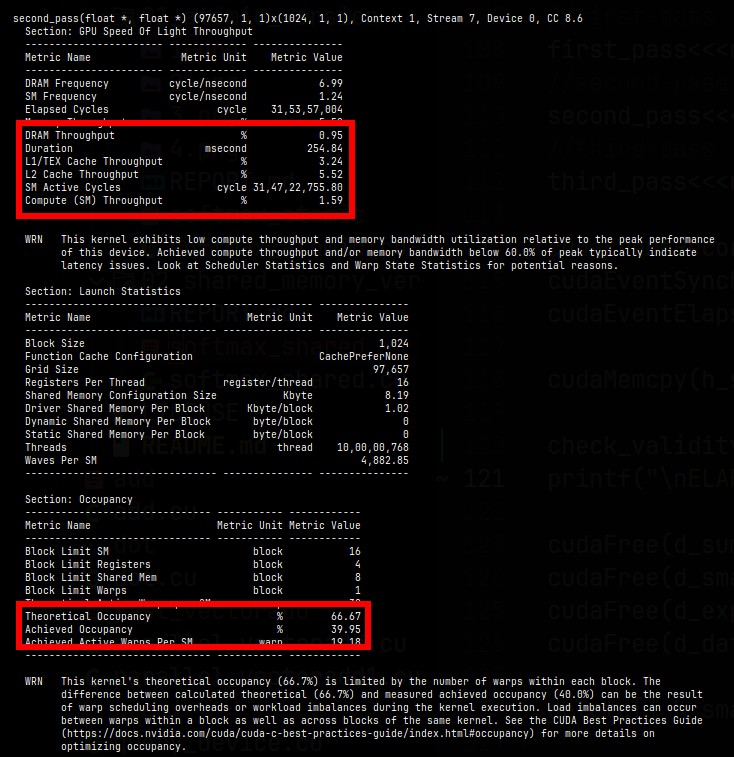 second_pass(float *, float *) (97657, 1, 1)x(1024, 1, 1), Context 1, Stream 7, Device 0, CC 8.6
Section: GPU Speed Of Light Throughput
----------------------- ------------- ---------------
Metric Name Metric Unit Metric Value
----------------------- ------------- ---------------
DRAM Frequency cycle/nsecond 6.99
SM Frequency cycle/nsecond 1.24
Elapsed Cycles cycle 31,53,57,004
DRAM Throughput % 0.95
Duration msecond 254.84
L1/TEX Cache Throughput % 3.24
L2 Cache Throughput % 5.52
SM Active Cycles cycle 31,47,22,755.80
Compute (SM) Throughput % 1.59
WRN This kernel exhibits low compute throughput and memory bandwidth utilization relative to the peak performance
of this device. Achieved compute throughput and/or memory bandwidth below 60.0% of peak typically indicate
latency issues. Look at Scheduler Statistics and Warp State Statistics for potential reasons.
Section: Launch Statistics
-------------------------------- --------------- ---------------
Metric Name Metric Unit Metric Value
-------------------------------- --------------- ---------------
Block Size 1,024
Function Cache Configuration CachePreferNone
Grid Size 97,657
Registers Per Thread register/thread 16
Shared Memory Configuration Size Kbyte 8.19
Driver Shared Memory Per Block Kbyte/block 1.02
Dynamic Shared Memory Per Block byte/block 0
Static Shared Memory Per Block byte/block 0
Threads thread 10,00,00,768
Waves Per SM 4,882.85
-------------------------------- --------------- ---------------
Section: Occupancy
------------------------------- ----------- ------------
Metric Name Metric Unit Metric Value
------------------------------- ----------- ------------
Block Limit SM block 16
Block Limit Registers block 4
Block Limit Shared Mem block 8
Block Limit Warps block 1
Theoretical Occupancy % 66.67
Achieved Occupancy % 39.95
Achieved Active Warps Per SM warp 19.18
------------------------------- ----------- ------------
WRN This kernel's theoretical occupancy (66.7%) is limited by the number of warps within each block. The
difference between calculated theoretical (66.7%) and measured achieved occupancy (40.0%) can be the result
of warp scheduling overheads or workload imbalances during the kernel execution. Load imbalances can occur
between warps within a block as well as across blocks of the same kernel. See the CUDA Best Practices Guide
(https://docs.nvidia.com/cuda/cuda-c-best-practices-guide/index.html#occupancy) for more details on
optimizing occupancy.
first_pass<<<
second_pass<<
third_pass<<<
cudaEventSync
cudaEventElap
cudaMemcpy(h_
check_validit
~ 121 printf("\nELA
cudaFree(d_su
cudaFree(d_sm
cudaFree(d_ex
cudaFree(d_da